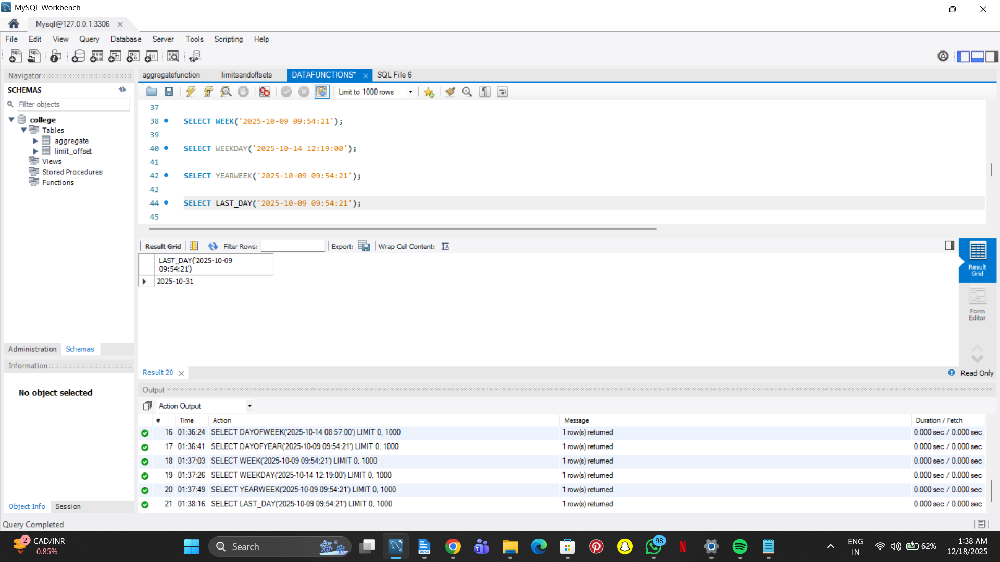 MySQL Workbench
Mysql@127.0.0.1:3306
File Edit View Query Database Server Tools Scripting Help
Navigator
SCHEMAS
Filter objects
college
Tables
aggregate
limit_offset
Views
Stored Procedures
Functions
Administration Schemas
Information
No object selected
Object Info Session
Query Completed
aggregatefunction limitsandoffsets DATAFUNCTIONS* SQL File 6
Limit to 1000 rows
37
38 SELECT WEEK('2025-10-09 09:54:21');
39
40 SELECT WEEKDAY('2025-10-14 12:19:00');
41
42 SELECT YEARWEEK('2025-10-09 09:54:21');
43
44 SELECT LAST_DAY('2025-10-09 09:54:21');
45
Result Grid Filter Rows: Export: Wrap Cell Content:
LAST_DAY('2025-10-09
09:54:21')
2025-10-31
Result
Grid
Form
Editor
Result 20
Read Only
Output
Action Output
# Time Action Message Duration / Fetch
16 01:36:24 SELECT DAYOFWEEK('2025-10-14 08:57:00') LIMIT 0, 1000 1 row(s) returned 0.000 sec / 0.000 sec
17 01:36:41 SELECT DAYOFYEAR('2025-10-09 09:54:21') LIMIT 0, 1000 1 row(s) returned 0.000 sec / 0.000 sec
18 01:37:03 SELECT WEEK('2025-10-09 09:54:21') LIMIT 0, 1000 1 row(s) returned 0.000 sec / 0.000 sec
19 01:37:26 SELECT WEEKDAY('2025-10-14 12:19:00') LIMIT 0, 1000 1 row(s) returned 0.000 sec / 0.000 sec
20 01:37:49 SELECT YEARWEEK('2025-10-09 09:54:21') LIMIT 0, 1000 1 row(s) returned 0.000 sec / 0.000 sec
21 01:38:16 SELECT LAST_DAY('2025-10-09 09:54:21') LIMIT 0, 1000 1 row(s) returned 0.000 sec / 0.000 sec
2
CAD/INR
-0.85%
Search
DOCX
98
ENG
IN
62%
1:38 AM
12/18/2025